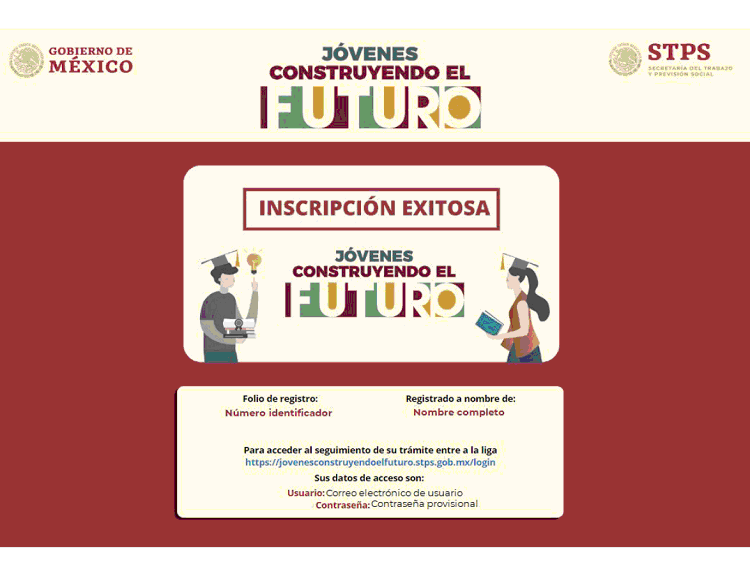 GOBIERNO DE
MÉXICO
JÓVENES
CONSTRUYENDO EL
FUTURO
STPS
SECRETARÍA DEL TRABAJO
Y PREVISIÓN SOCIAL
INSCRIPCIÓN EXITOSA
JÓVENES
CONSTRUYENDO EL
FUTURO
Folio de registro:
Número identificador
Registrado a nombre de:
Nombre completo
Para acceder al seguimiento de su trámite entre a la liga
https://jovenesconstruyendoelfuturo.stps.gob.mx/login
Sus datos de acceso son:
Usuario: Correo electrónico de usuario
Contraseña: Contraseña provisional